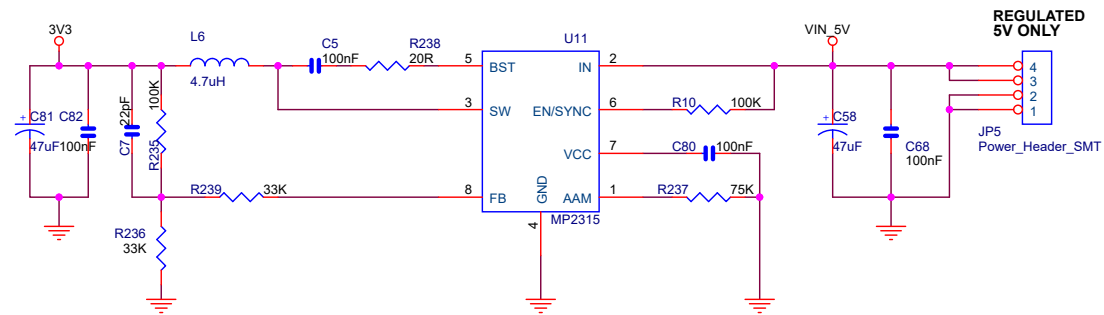 REGULATED
5V ONLY
3V3
VIN_5V
L6
4.7uH
C5
100nF
R238
20R
U11
5
BST
IN
2
3
SW
EN/SYNC
6
R10
100K
VCC
7
C80
100nF
8
FB
GND
4
AAM
1
R237
75K
MP2315
C81
47uF
C82
100nF
C7
22pF
R235
100K
R239
33K
R236
33K
C58
47uF
C68
100nF
4
3
2
1
JP5
Power_Header_SMT
+
+